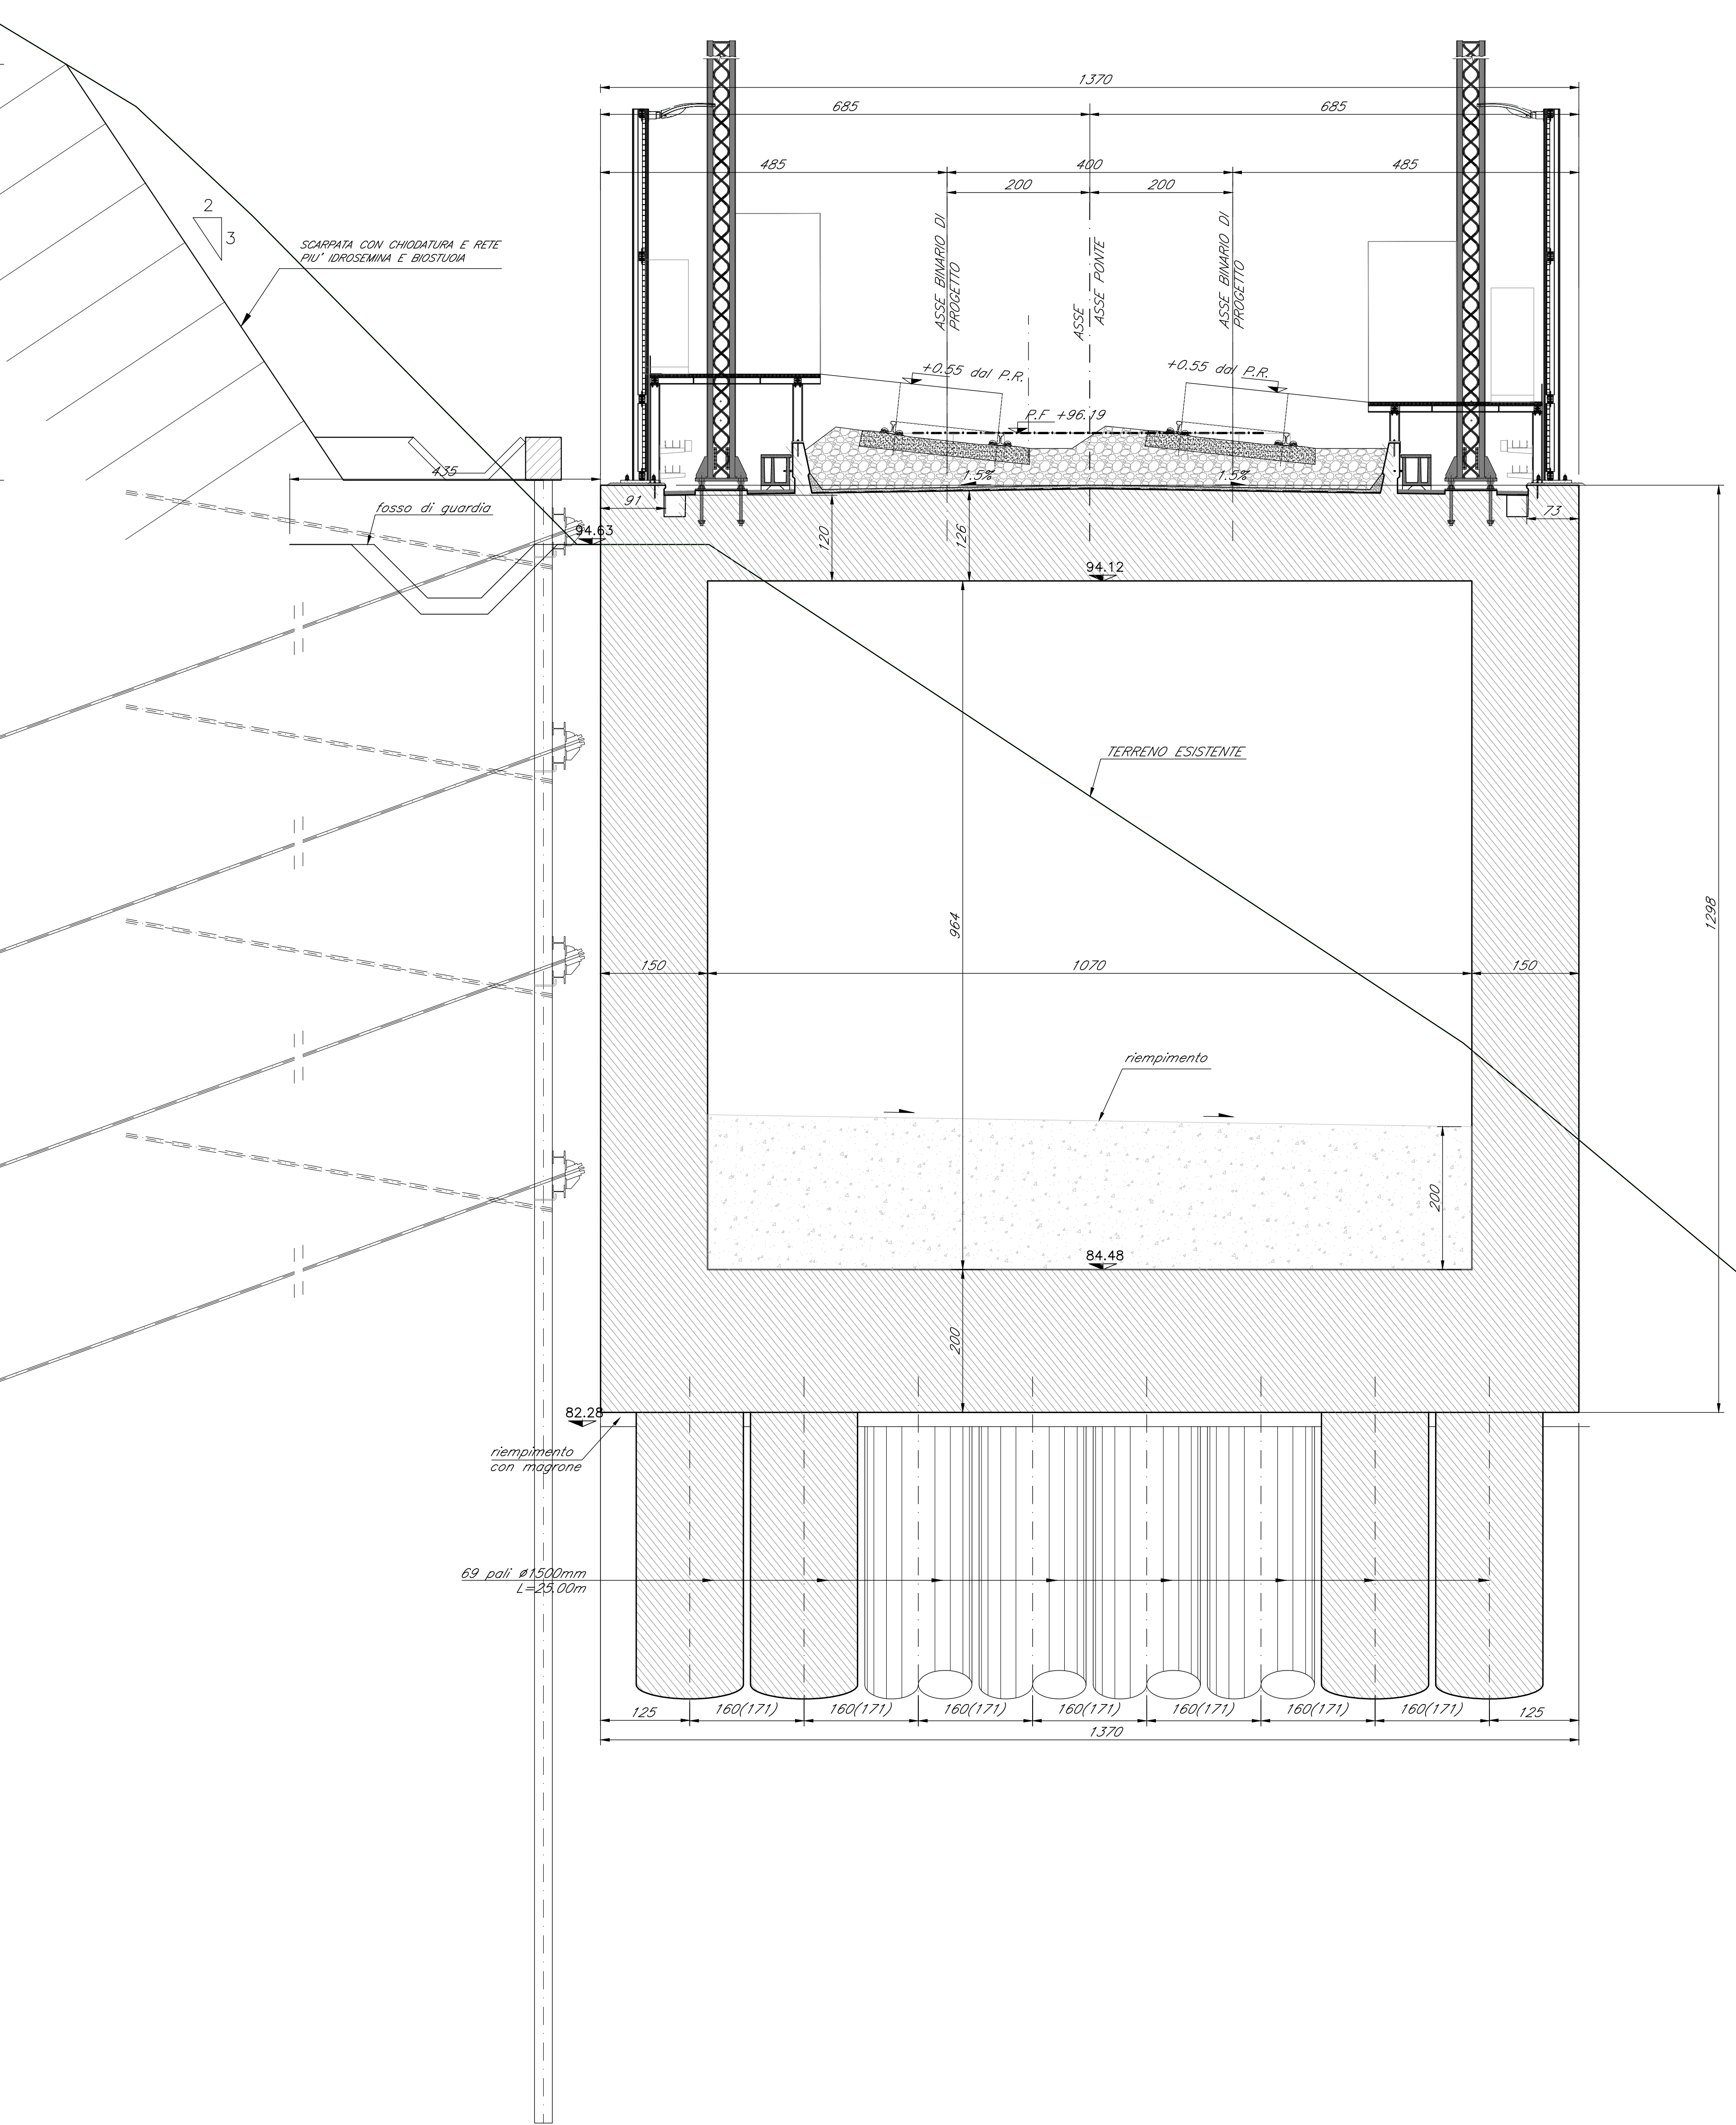 1370
685
685
485
400
485
200
200
2
3
SCARPATA CON CHIODATURA E RETE
PIU' IDROSEMINA E BIOSTUOIA
ASSE BINARIO DI
PROGETTO
ASSE
ASSE PONTE
ASSE BINARIO DI
PROGETTO
+0.55 dal P.R.
+0.55 dal P.R.
P.F +96.19
435
1.5%
1.5%
91
73
fosso di guardia
94.63
120
126
94.12
TERRENO ESISTENTE
964
1298
150
1070
150
riempimento
200
84.48
200
82.28
riempimento
con magrone
69 pali ø1500mm
L=25.00m
125
160(171)
160(171)
160(171)
160(171)
160(171)
160(171)
160(171)
125
1370